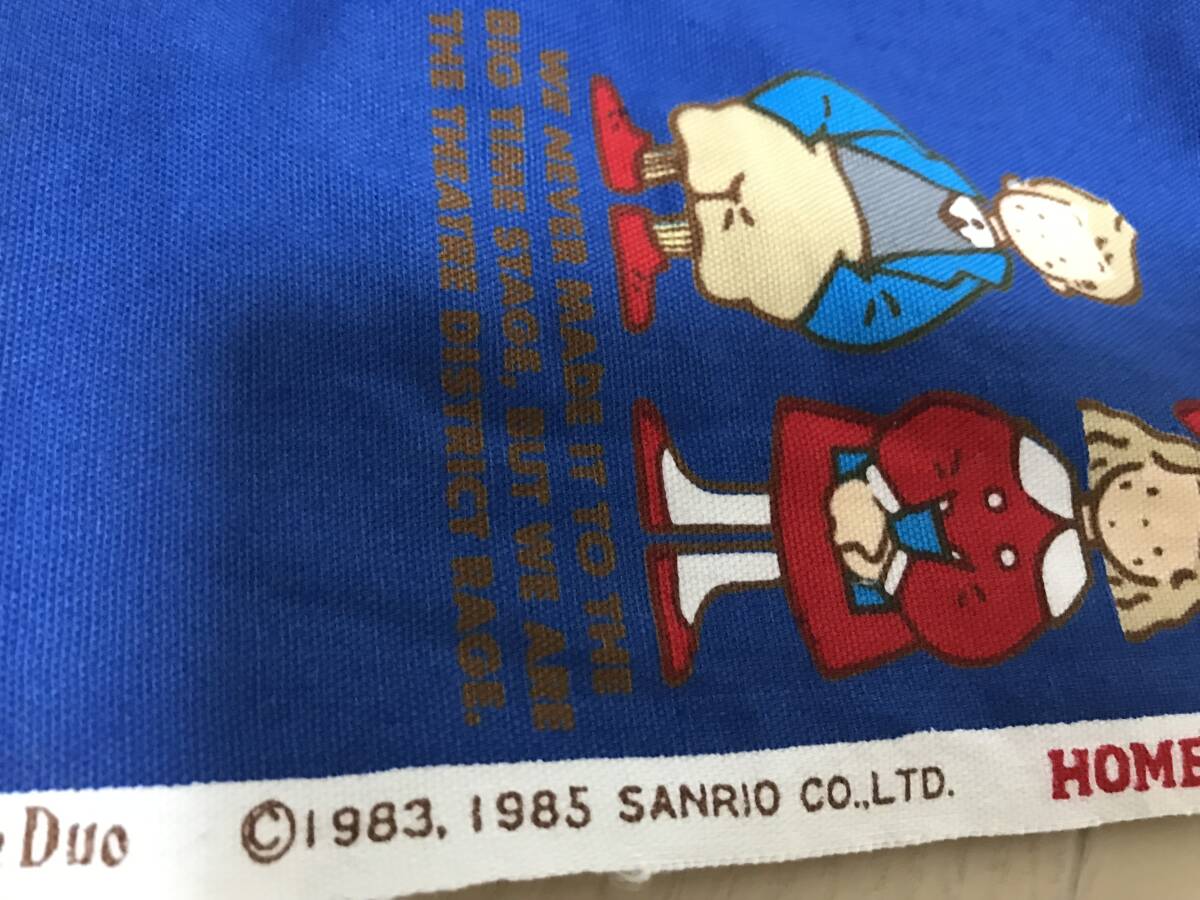 WE NEVER MADE IT TO THE
BIG TIME STAGE, BUT WE ARE
THE THEATRE DISTRICT RAGE.
Duo
©1983, 1985 SANRIO CO.,LTD.
HOME